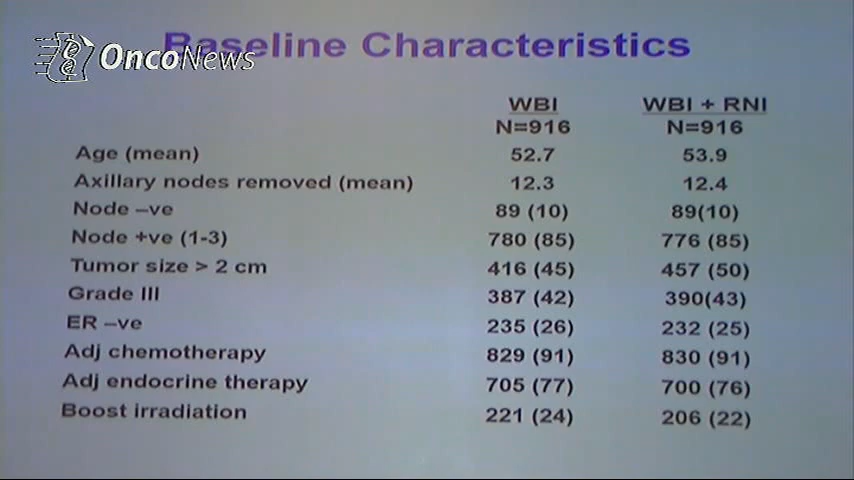 Baseline Characteristics
OncoNews
WBI WBI + RNI
N=916 N=916
Age (mean) 52.7 53.9
Axillary nodes removed (mean) 12.3 12.4
Node –ve 89 (10) 89(10)
Node +ve (1-3) 780 (85) 776 (85)
Tumor size > 2 cm 416 (45) 457 (50)
Grade III 387 (42) 390(43)
ER –ve 235 (26) 232 (25)
Adj chemotherapy 829 (91) 830 (91)
Adj endocrine therapy 705 (77) 700 (76)
Boost irradiation 221 (24) 206 (22)